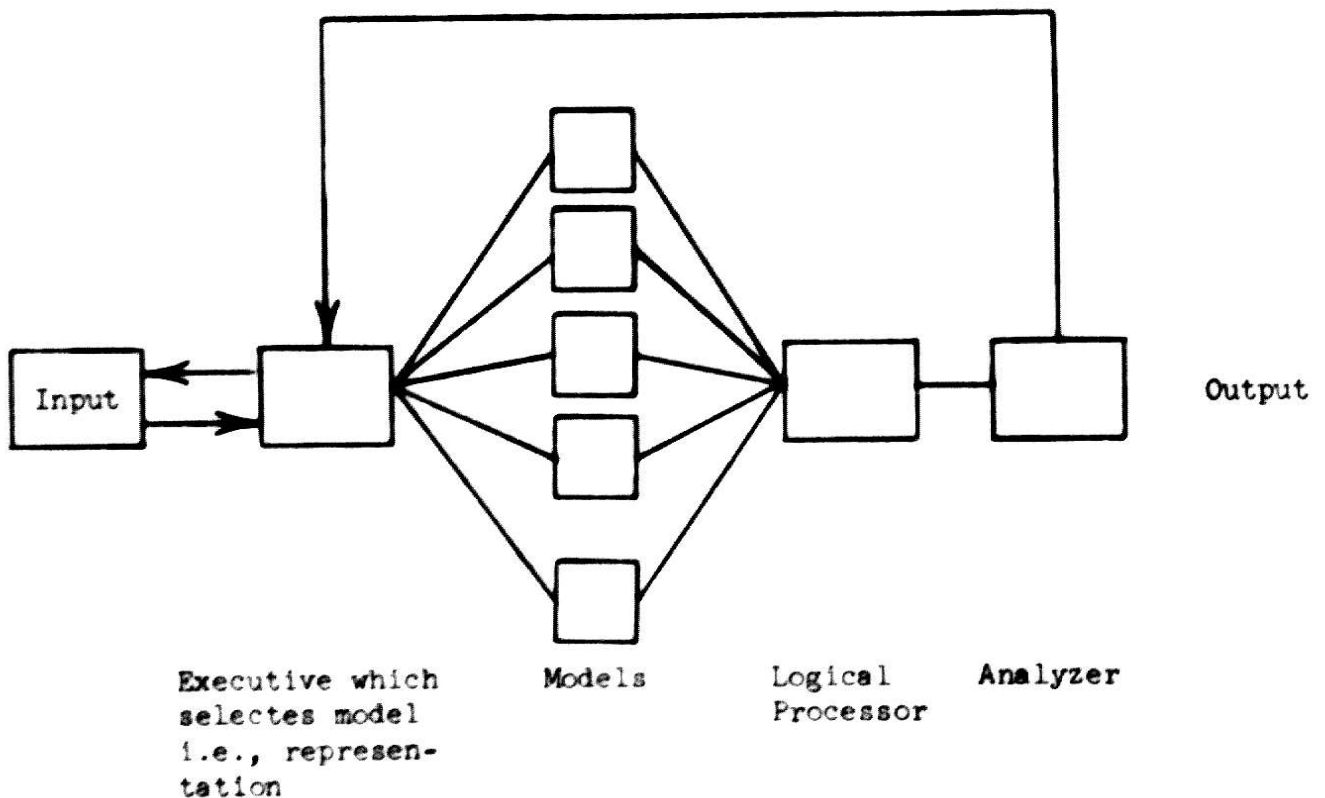 Input
Output
Executive which
selectes model
i.e., represen-
tation
Models
Logical
Processor
Analyzer